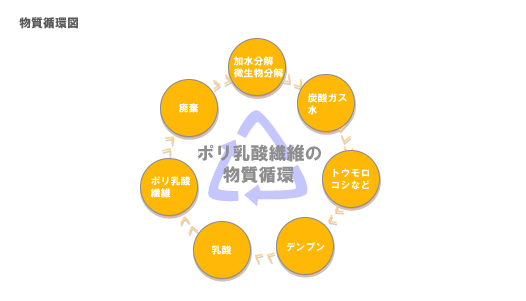 物質循環図
加水分解
微生物分解
炭酸ガス
水
トウモロ
コシなど
デンプン
乳酸
ポリ乳酸
繊維
廃棄
ポリ乳酸繊維の
物質循環